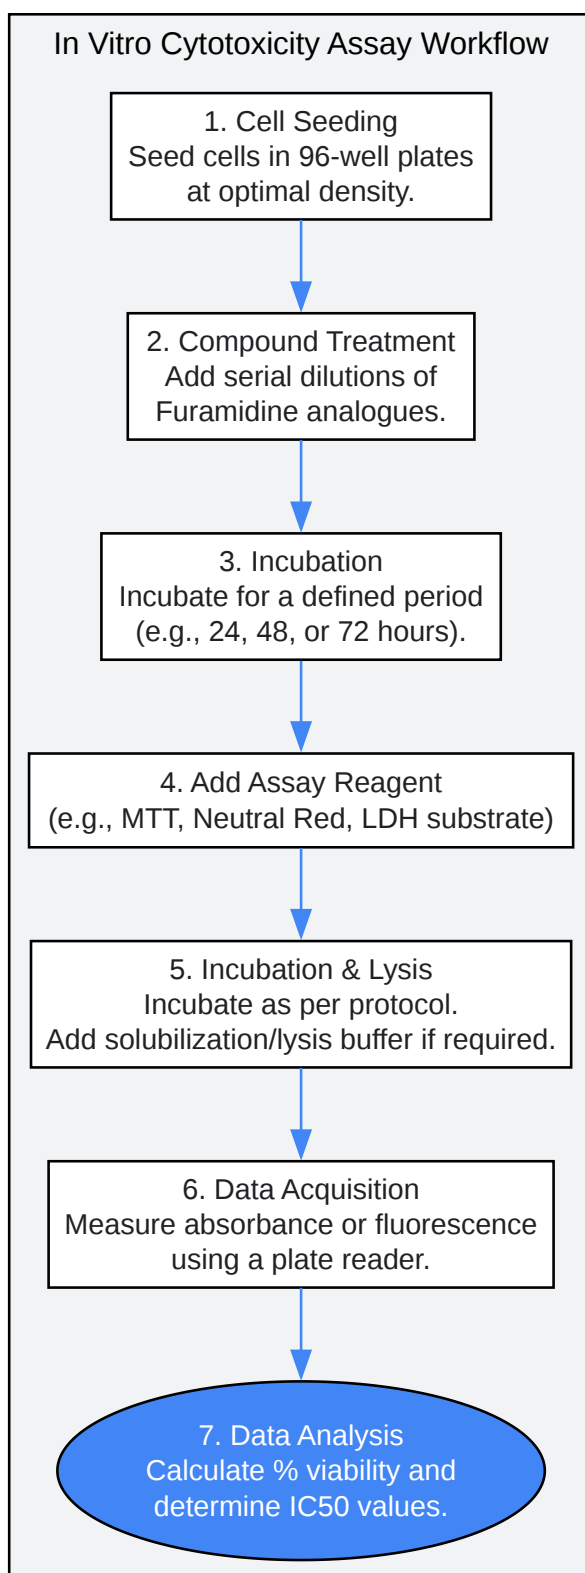 In Vitro Cytotoxicity Assay Workflow
1. Cell Seeding
Seed cells in 96-well plates
at optimal density.
2. Compound Treatment
Add serial dilutions of
Furamidine analogues.
3. Incubation
Incubate for a defined period
(e.g., 24, 48, or 72 hours).
4. Add Assay Reagent
(e.g., MTT, Neutral Red, LDH substrate)
5. Incubation & Lysis
Incubate as per protocol.
Add solubilization/lysis buffer if required.
6. Data Acquisition
Measure absorbance or fluorescence
using a plate reader.
7. Data Analysis
Calculate % viability and
determine IC50 values.